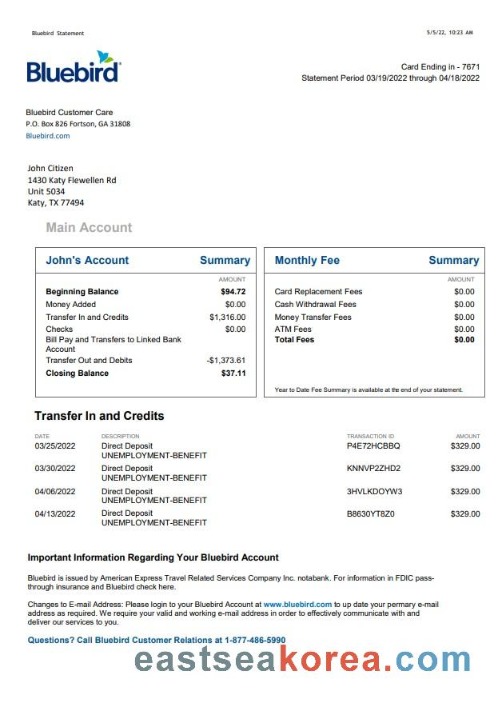 Bluebird Statement 5/5/22, 10:23 AM
Bluebird
Card Ending in - 7671
Statement Period 03/19/2022 through 04/18/2022
Bluebird Customer Care
P.O. Box 826 Fortson, GA 31808
Bluebird.com
John Citizen
1430 Katy Flewellen Rd
Unit 5034
Katy, TX 77494
Main Account
John's Account Summary
AMOUNT
Beginning Balance $94.72
Money Added $0.00
Transfer In and Credits $1,316.00
Checks $0.00
Bill Pay and Transfers to Linked Bank
Account
Transfer Out and Debits -$1,373.61
Closing Balance $37.11
Monthly Fee Summary
AMOUNT
Card Replacement Fees $0.00
Cash Withdrawal Fees $0.00
Money Transfer Fees $0.00
ATM Fees $0.00
Total Fees $0.00
Year to Date Fee Summary is available at the end of your statement.
Transfer In and Credits
DATE DESCRIPTION TRANSACTION ID AMOUNT
03/25/2022 Direct Deposit P4E72HCBBQ $329.00
UNEMPLOYMENT-BENEFIT
03/30/2022 Direct Deposit KNNVP2ZHD2 $329.00
UNEMPLOYMENT-BENEFIT
04/06/2022 Direct Deposit 3HVLKDOYW3 $329.00
UNEMPLOYMENT-BENEFIT
04/13/2022 Direct Deposit B8630YT8Z0 $329.00
UNEMPLOYMENT-BENEFIT
Important Information Regarding Your Bluebird Account
Bluebird is issued by American Express Travel Related Services Company Inc. notabank. For information in FDIC pass-
through insurance and Bluebird check here.
Changes to E-mail Address: Please login to your Bluebird Account at www.bluebird.com to up date your permary e-mail
address as required. We require your valid and working e-mail address in order to effectively communicate with and
deliver our services to you.
Questions? Call Bluebird Customer Relations at 1-877-486-5990
eastseakorea.com